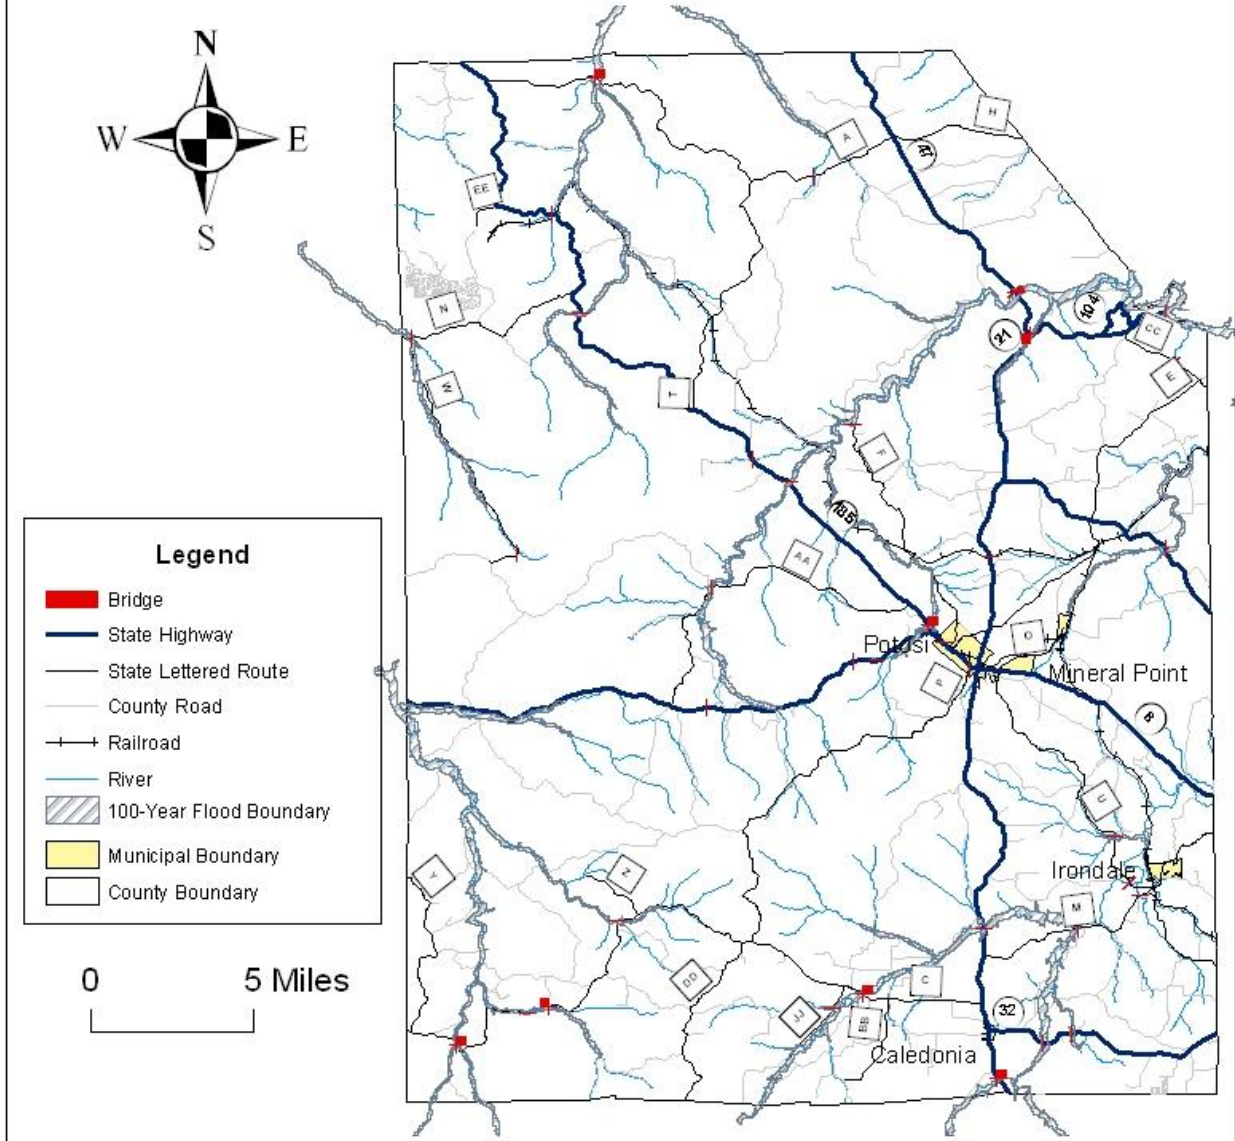 N
W
E
S
H
A
EE
104
N
21
CC
W
E
T
F
185
AA
Legend
Bridge
State Highway
State Lettered Route
County Road
Railroad
River
100-Year Flood Boundary
Municipal Boundary
County Boundary
Potosi
O
P
Mineral Point
8
U
Irondale
Y
Z
M
0 5 Miles
DD
C
JJ
BB
32
Caledonia